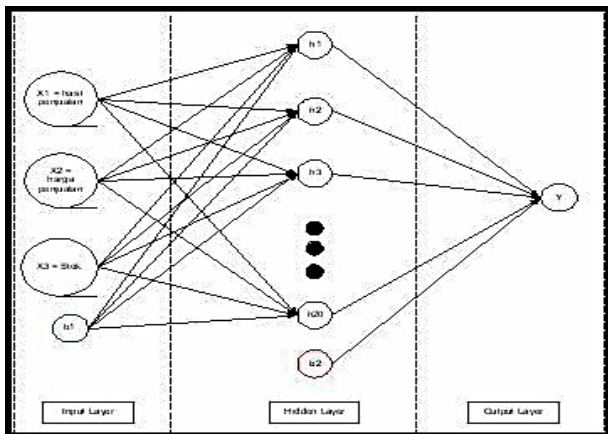 X1 = hasil
penjualan
X2 =
harga
penjualan
X3 = Stok
b1
h1
h2
h3
h20
b2
Y
Input Layer
Hidden Layer
Output Layer